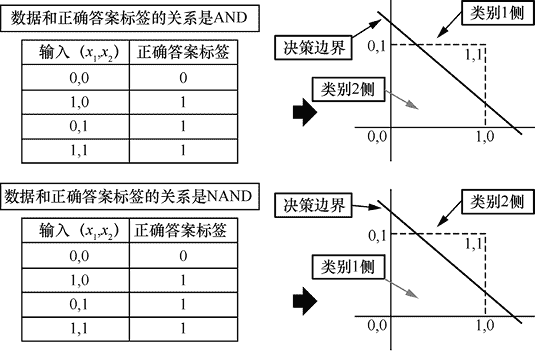 数据和正确答案标签的关系是AND
输入（x1,x2） 正确答案标签
0,0 0
1,0 1
0,1 1
1,1 1
决策边界
类别1侧
0,1
1,1
类别2侧
0,0
1,0
数据和正确答案标签的关系是NAND
输入（x1,x2） 正确答案标签
0,0 0
1,0 1
0,1 1
1,1 1
决策边界
类别2侧
0,1
1,1
类别1侧
0,0
1,0